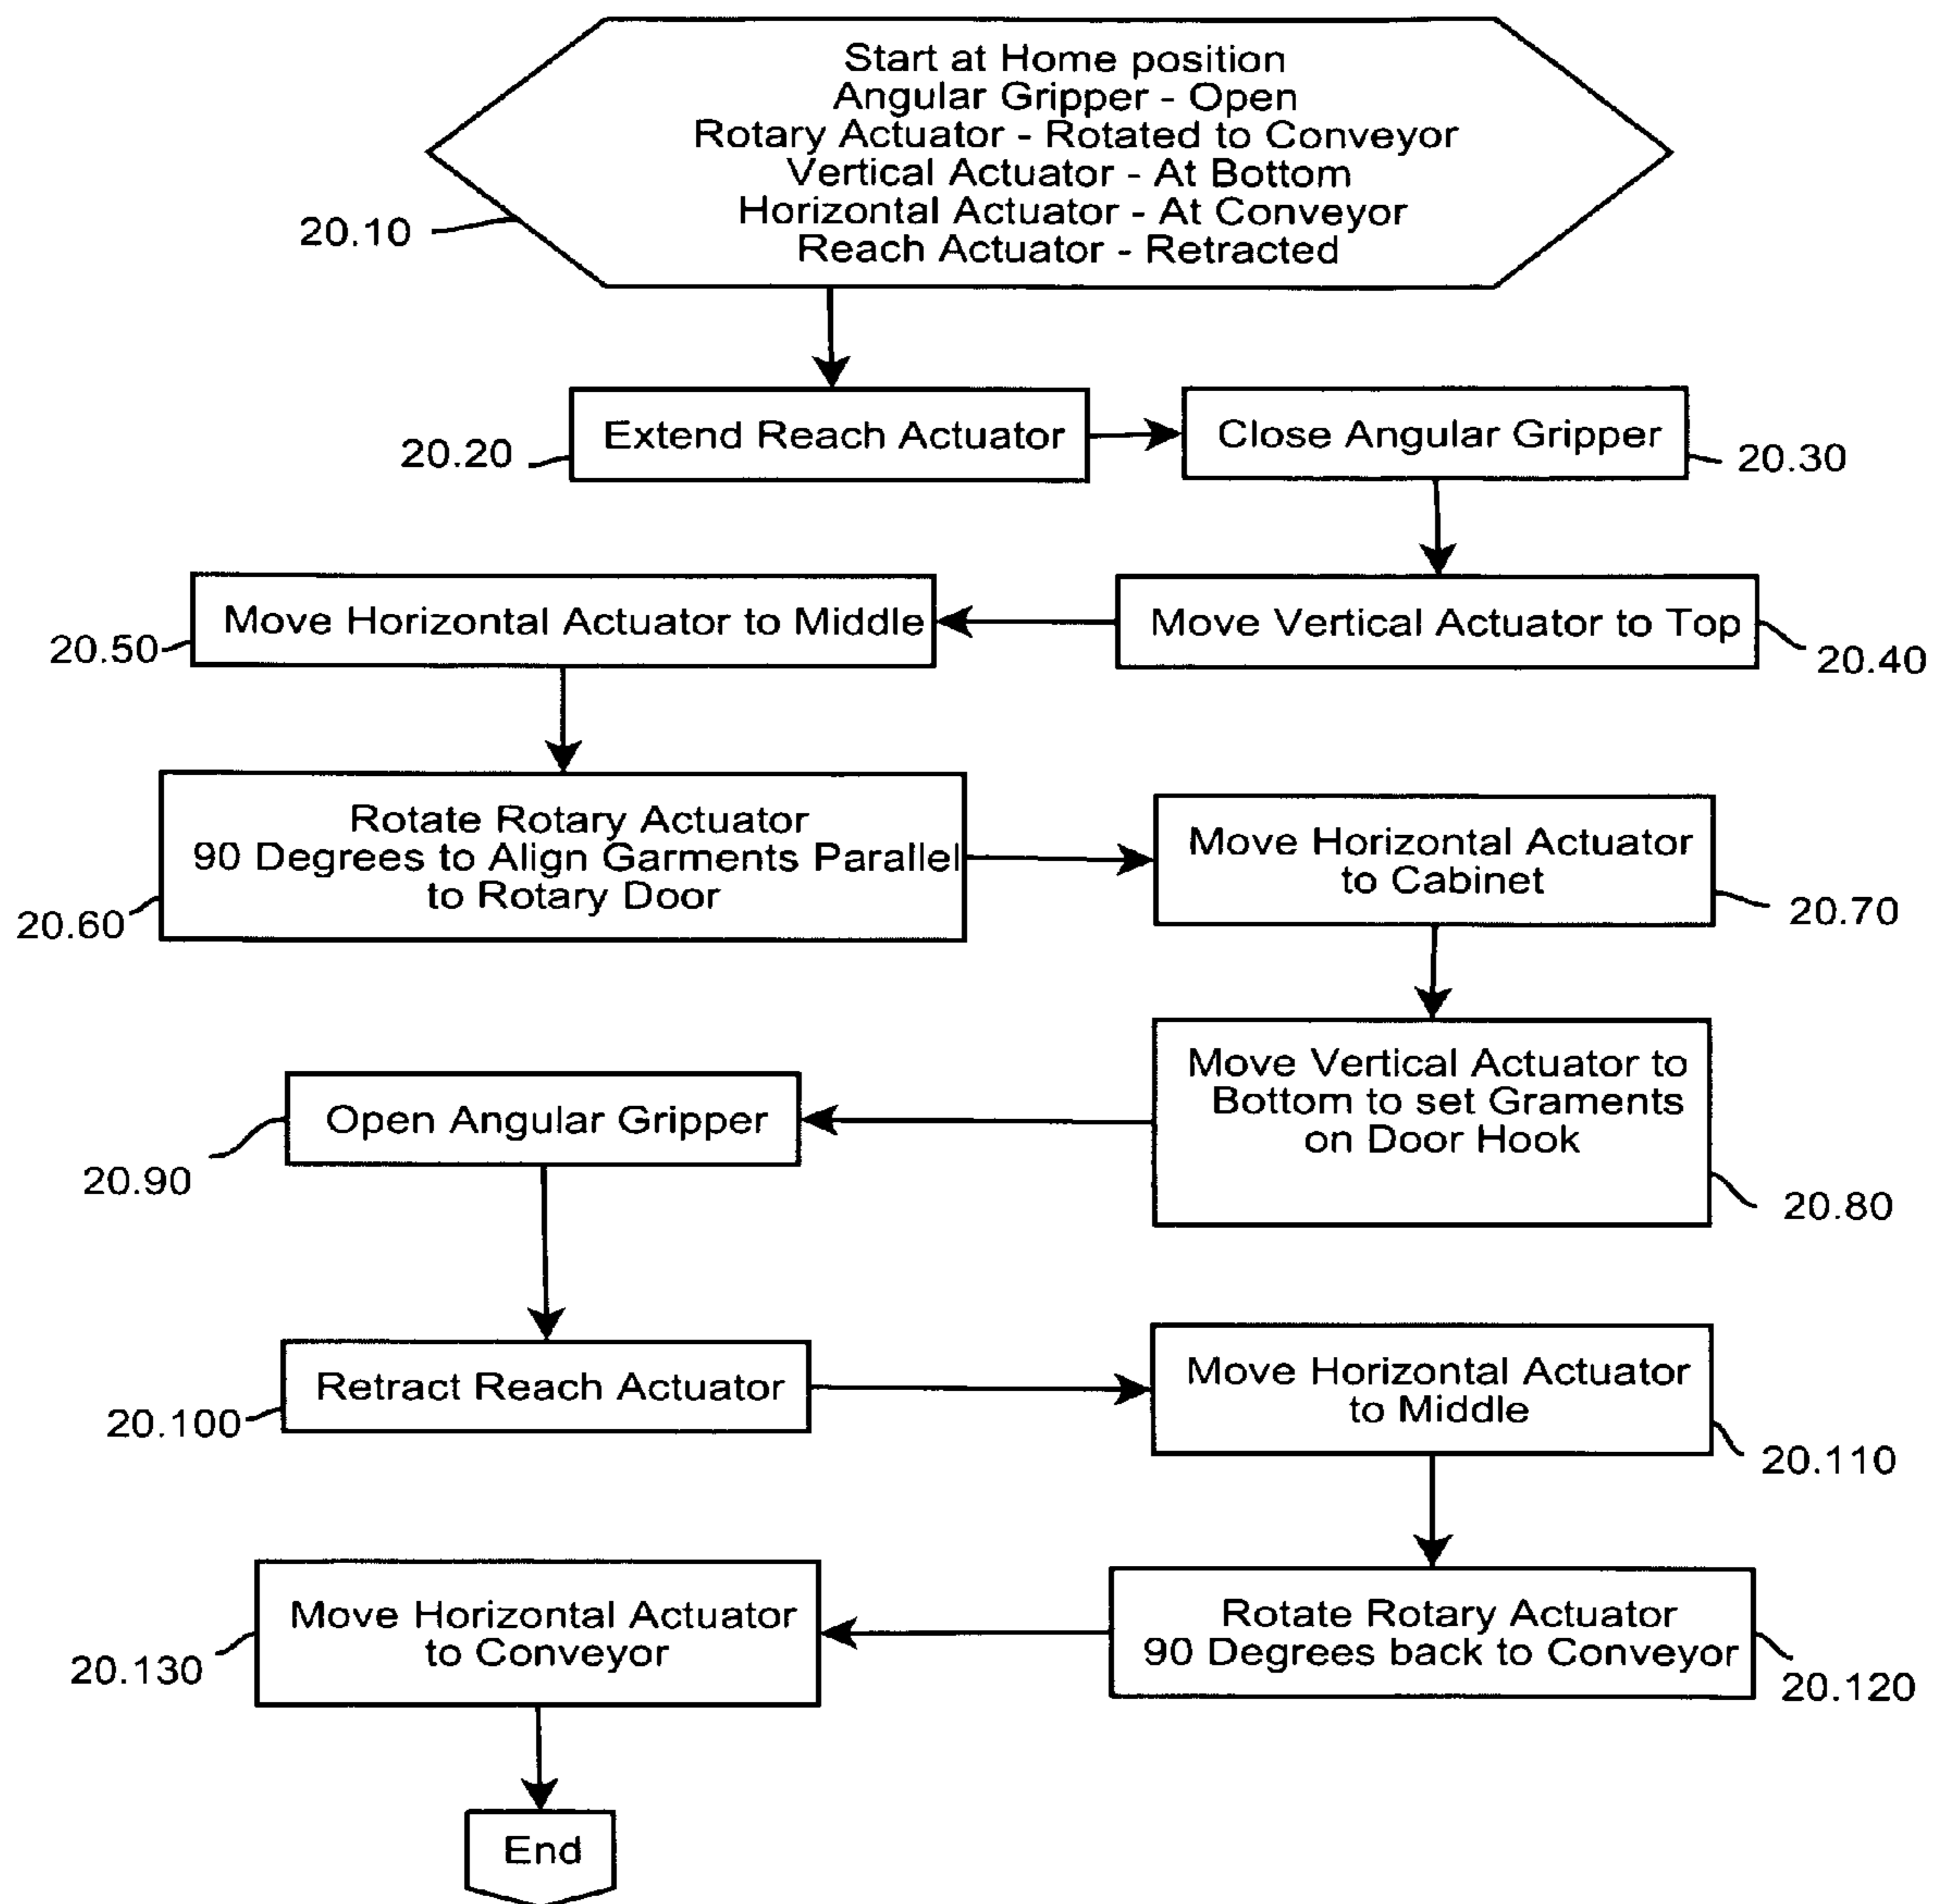 Start at Home position
Angular Gripper - Open
Rotary Actuator - Rotated to Conveyor
Vertical Actuator - At Bottom
Horizontal Actuator - At Conveyor
Reach Actuator - Retracted
20.10
Extend Reach Actuator
20.20
Close Angular Gripper
20.30
Move Vertical Actuator to Top
20.40
Move Horizontal Actuator to Middle
20.50
Rotate Rotary Actuator
90 Degrees to Align Garments Parallel
to Rotary Door
20.60
Move Horizontal Actuator
to Cabinet
20.70
Move Vertical Actuator to
Bottom to set Graments
on Door Hook
20.80
Open Angular Gripper
20.90
Retract Reach Actuator
20.100
Move Horizontal Actuator
to Middle
20.110
Rotate Rotary Actuator
90 Degrees back to Conveyor
20.120
Move Horizontal Actuator
to Conveyor
20.130
End